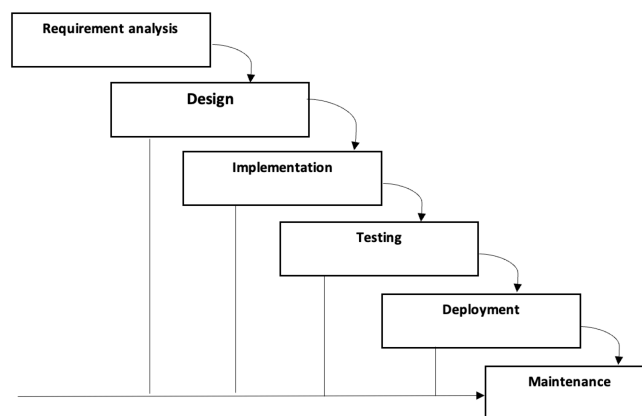 Requirement analysis
Design
Implementation
Testing
Deployment
Maintenance